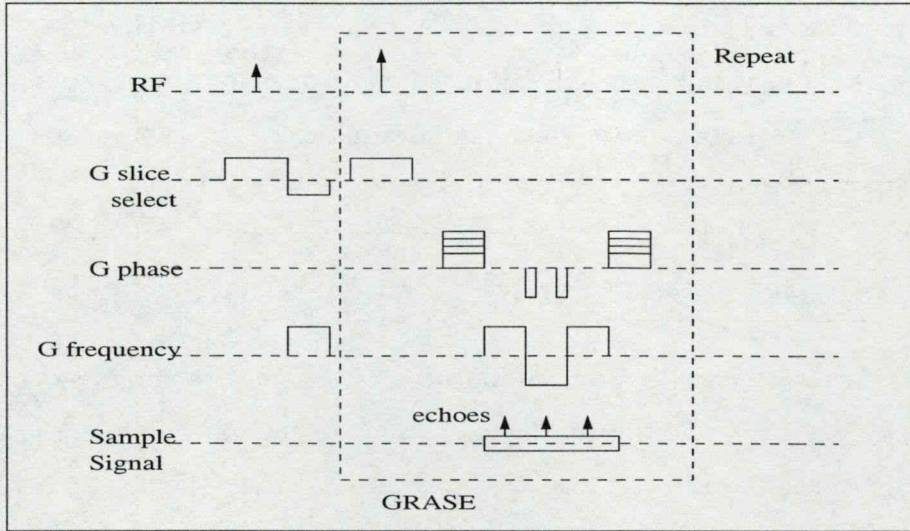 Repeat
RF
G slice
select
G phase
G frequency
echoes
Sample
Signal
GRASE